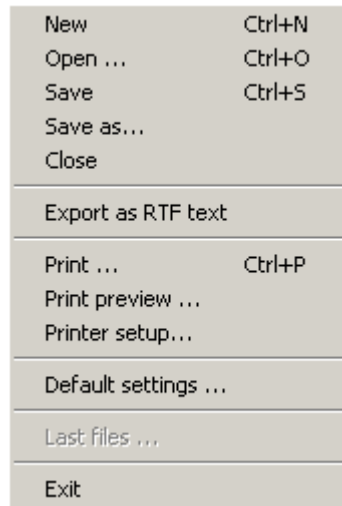 New Ctrl+N
Open ... Ctrl+O
Save Ctrl+S
Save as...
Close
Export as RTF text
Print ... Ctrl+P
Print preview ...
Printer setup...
Default settings ...
Last files ...
Exit